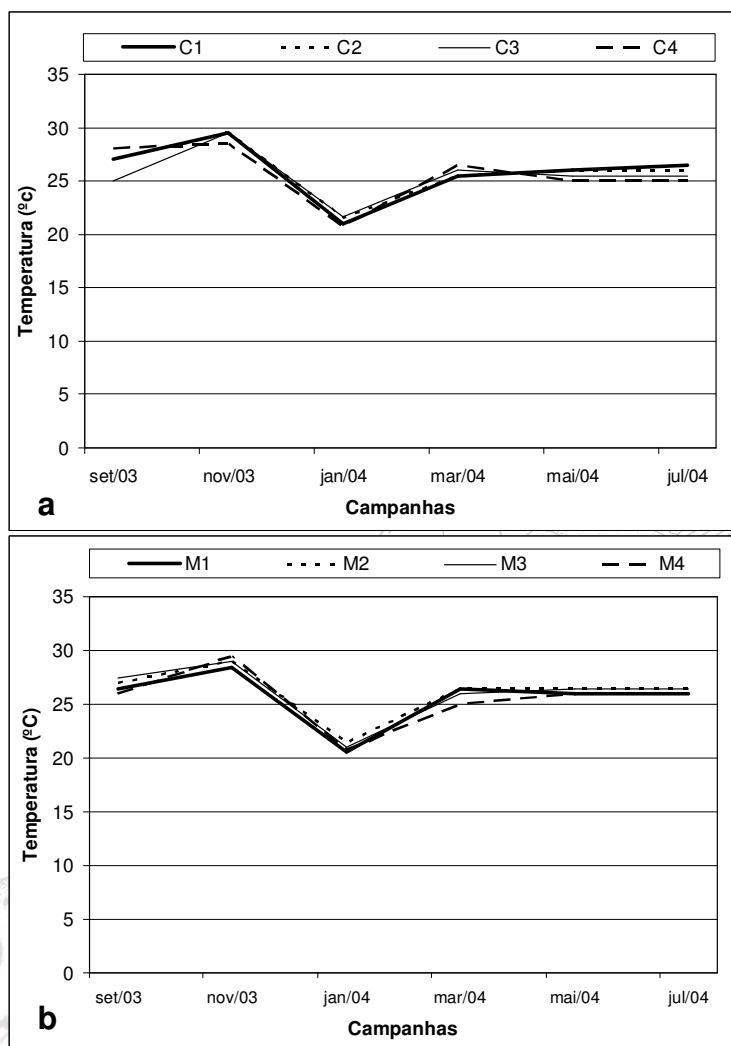 C1 C2 C3 C4
35
30
25
20
15
10
5
0
Temperatura (ºc)
set/03 nov/03 jan/04 mar/04 mai/04 jul/04
Campanhas
a
M1 M2 M3 M4
35
30
25
20
15
10
5
0
Temperatura (ºC)
set/03 nov/03 jan/04 mar/04 mai/04 jul/04
Campanhas
b